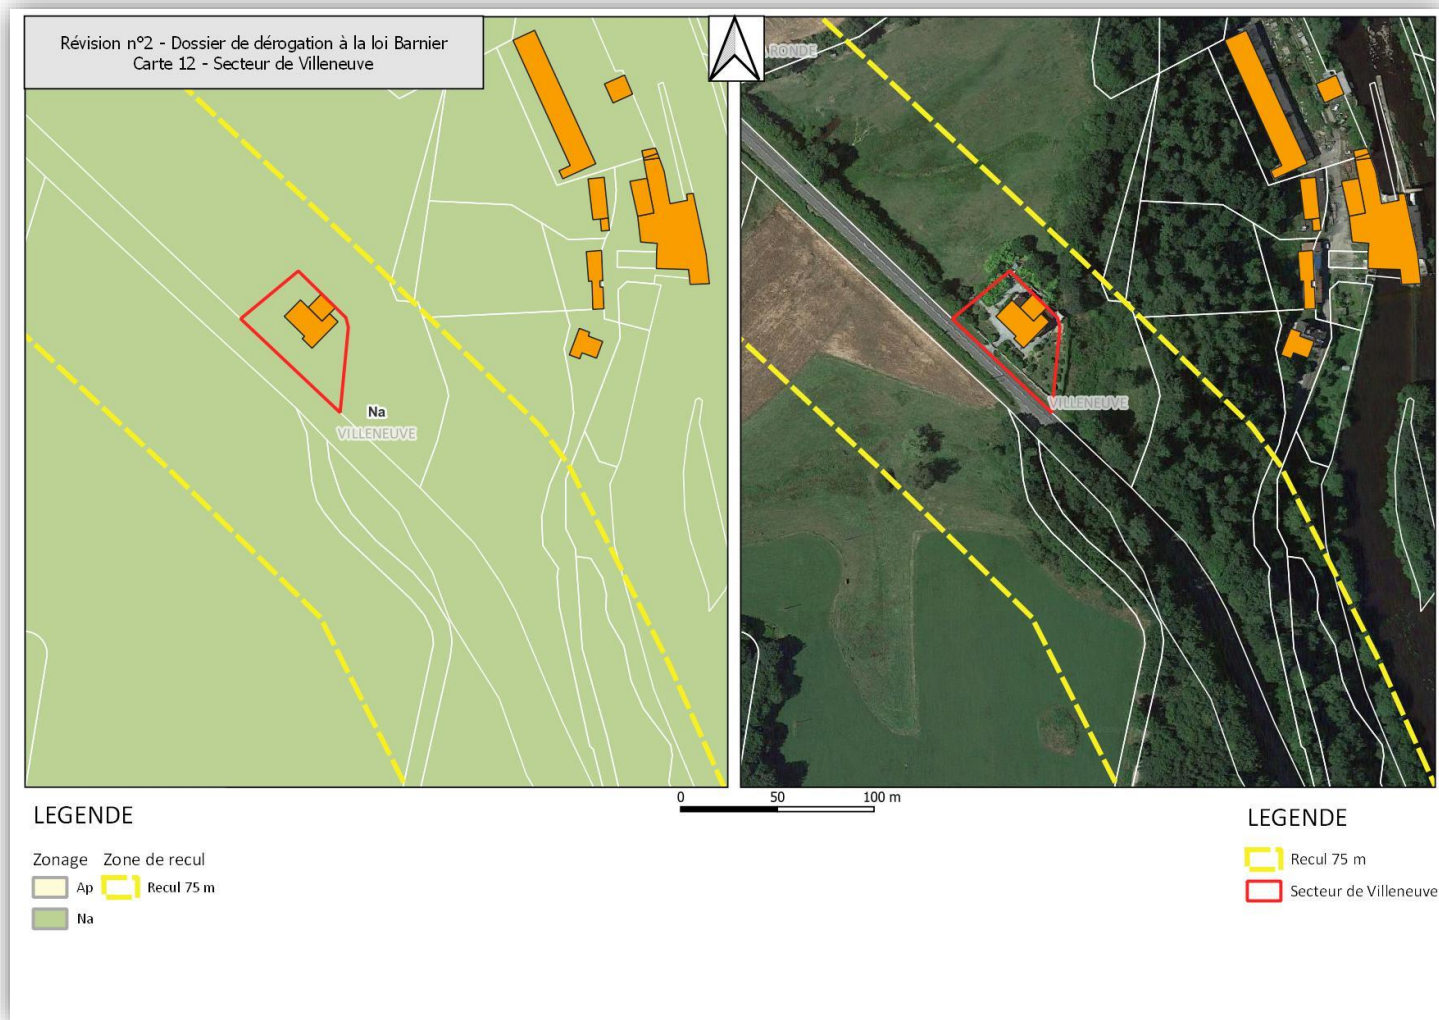 Révision n°2 - Dossier de dérogation à la loi Barnier
Carte 12 - Secteur de Villeneuve
RONDE
Na
VILLENEUVE
VILLENEUVE
0 50 100 m
LEGENDE
Zonage Zone de recul
Ap Recul 75 m
Na
LEGENDE
Recul 75 m
Secteur de Villeneuve